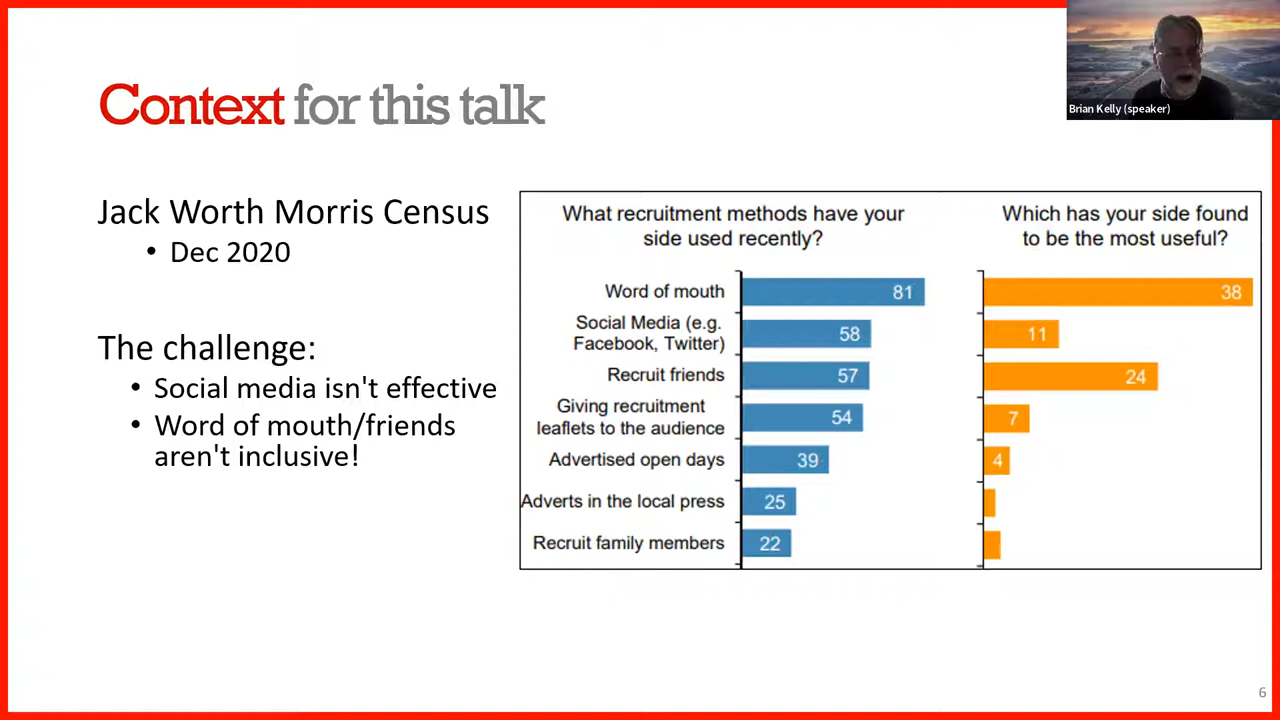 Brian Kelly (speaker)
Context for this talk
Jack Worth Morris Census
• Dec 2020
The challenge:
• Social media isn't effective
• Word of mouth/friends
aren't inclusive!
What recruitment methods have your
side used recently?
Which has your side found
to be the most useful?
Word of mouth 81 38
Social Media (e.g.
Facebook, Twitter) 58 11
Recruit friends 57 24
Giving recruitment
leaflets to the audience 54 7
Advertised open days 39 4
Adverts in the local press 25
Recruit family members 22
6